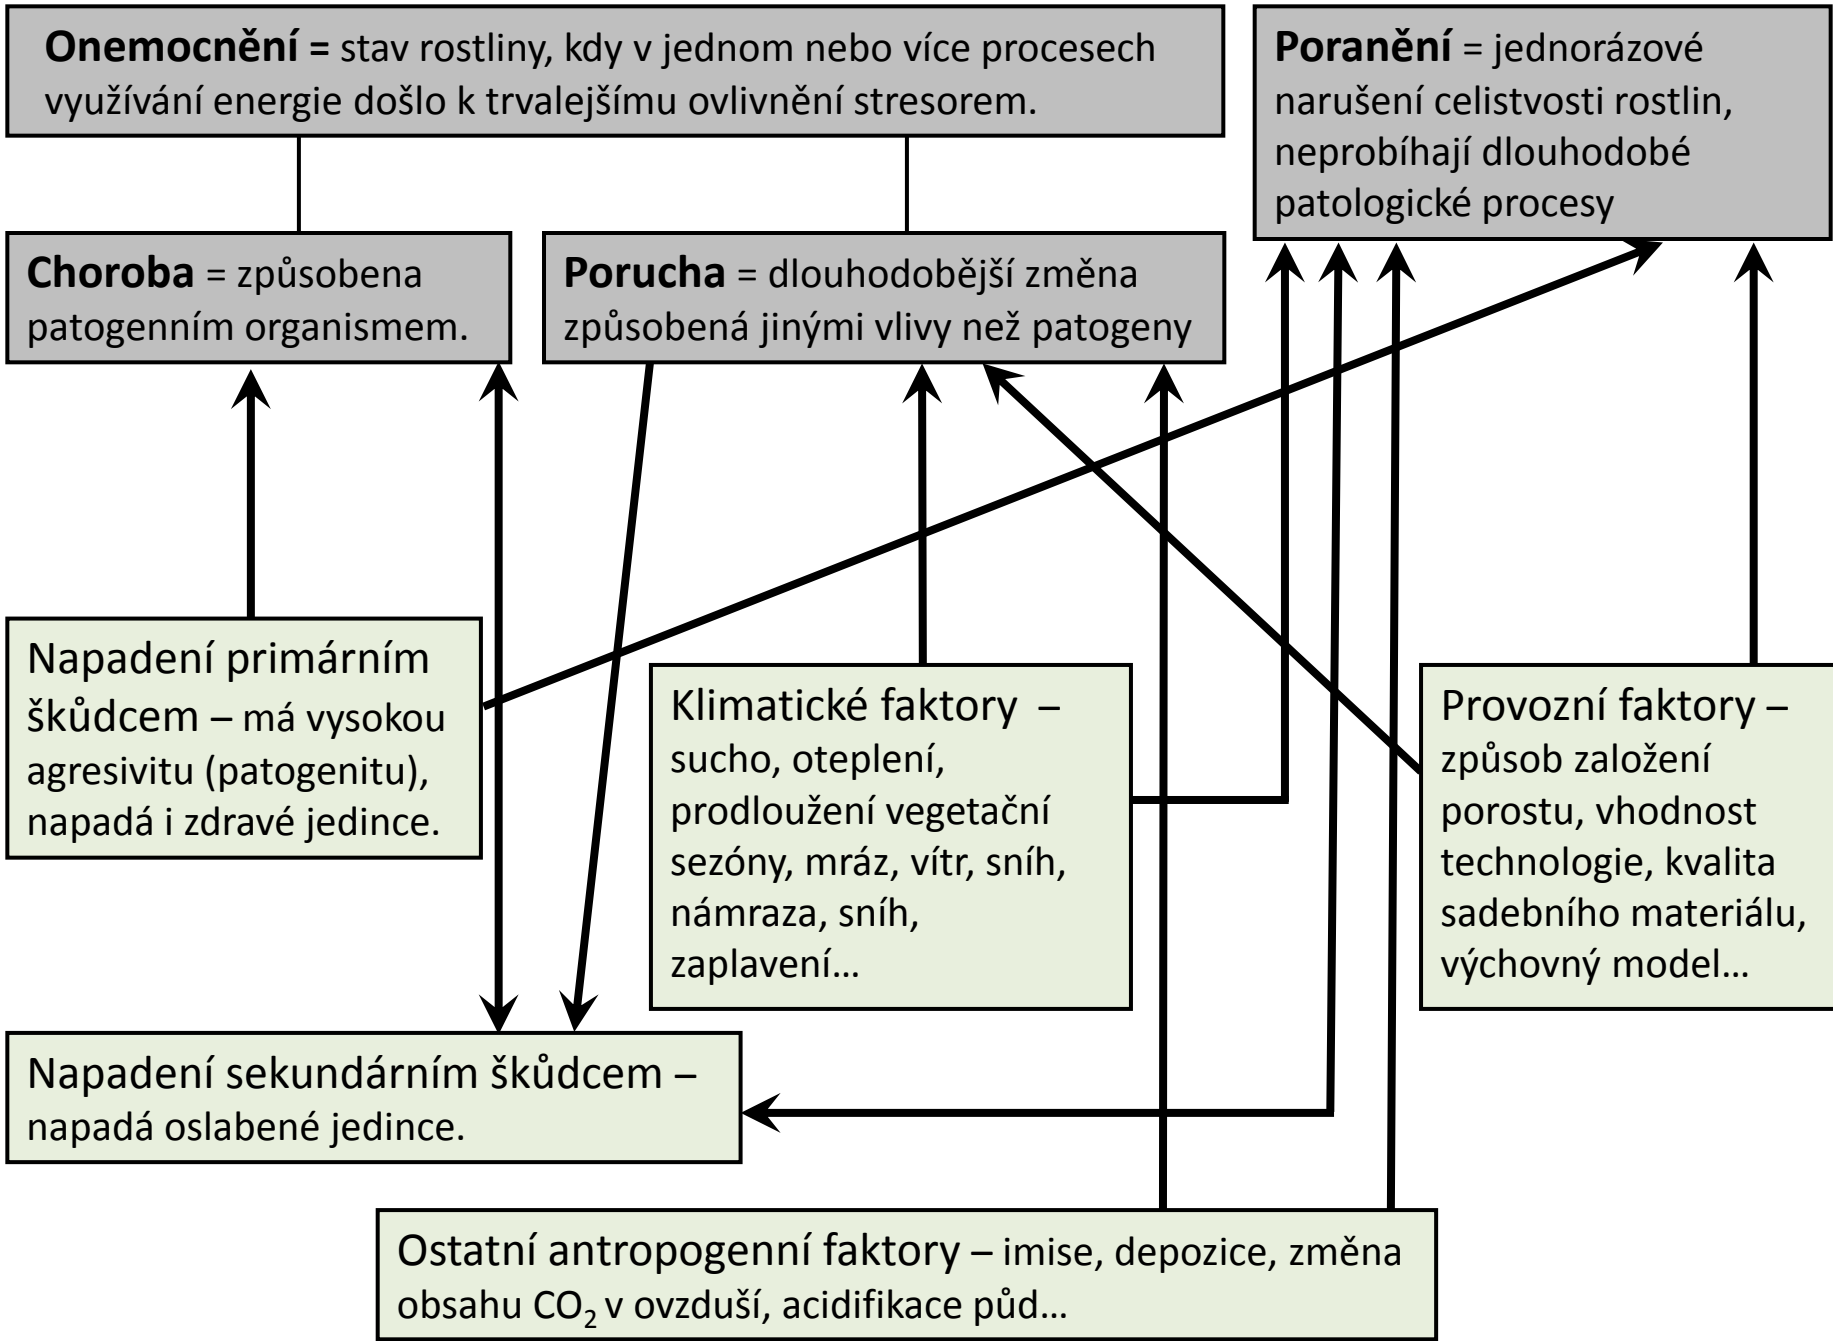 Onemocnění = stav rostliny, kdy v jednom nebo více procesech
využívání energie došlo k trvalejšímu ovlivnění stresorem.
Poranění = jednorázové
narušení celistvosti rostlin,
neprobíhají dlouhodobé
patologické procesy
Choroba = způsobena
patogenním organismem.
Porucha = dlouhodobější změna
způsobená jinými vlivy než patogeny
Napadení primárním
škůdcem – má vysokou
agresivitu (patogenitu),
napadá i zdravé jedince.
Klimatické faktory –
sucho, oteplení,
prodloužení vegetační
sezóny, mráz, vítr, sníh,
námraza, sníh,
zaplavení…
Provozní faktory –
způsob založení
porostu, vhodnost
technologie, kvalita
sadebního materiálu,
výchovný model…
Napadení sekundárním škůdcem –
napadá oslabené jedince.
Ostatní antropogenní faktory – imise, depozice, změna
obsahu CO₂ v ovzduší, acidifikace půd…